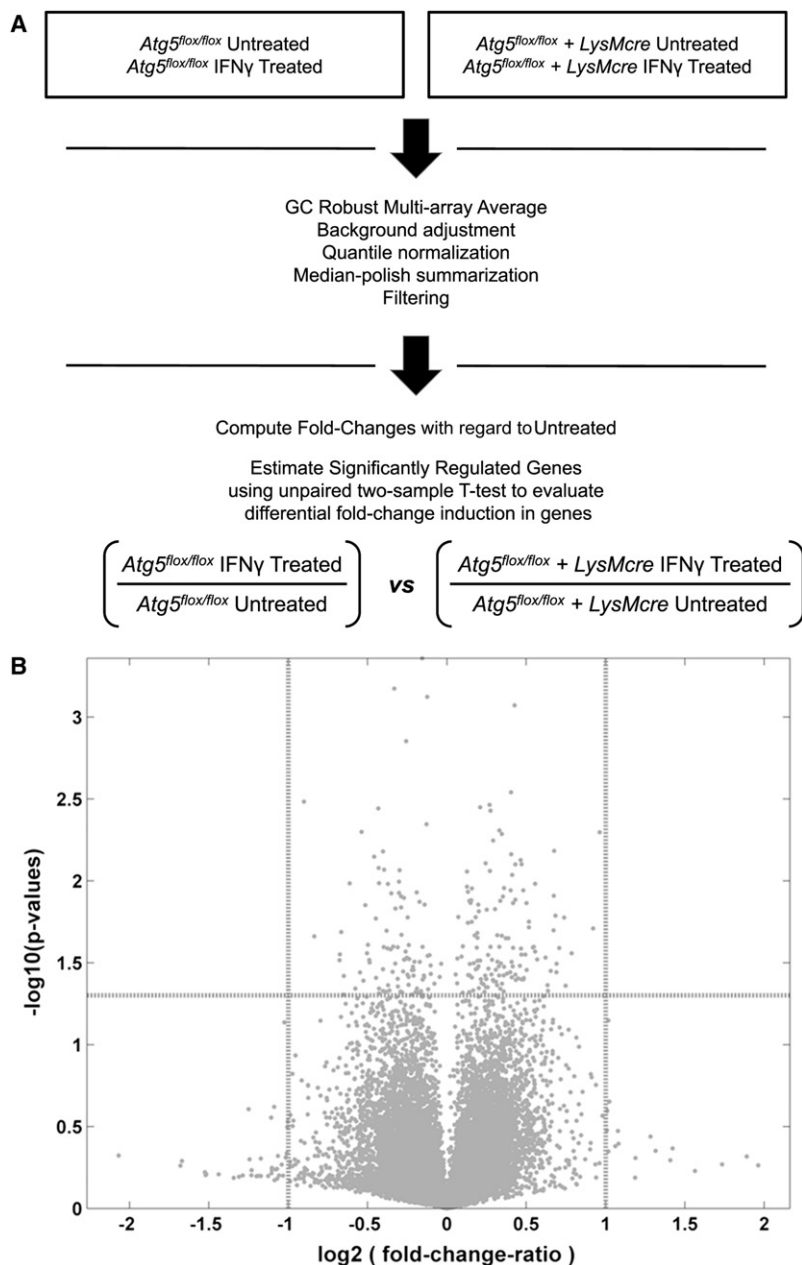 A
Atg5flox/flox Untreated
Atg5flox/flox IFNγ Treated
Atg5flox/flox + LysMcre Untreated
Atg5flox/flox + LysMcre IFNγ Treated
GC Robust Multi-array Average
Background adjustment
Quantile normalization
Median-polish summarization
Filtering
Compute Fold-Changes with regard to Untreated
Estimate Significantly Regulated Genes
using unpaired two-sample T-test to evaluate
differential fold-change induction in genes
Atg5flox/flox IFNγ Treated
Atg5flox/flox Untreated
vs
Atg5flox/flox + LysMcre IFNγ Treated
Atg5flox/flox + LysMcre Untreated
B
-log10(p-values)
3
2.5
2
1.5
1
0.5
0
-2
-1.5
-1
-0.5
0
0.5
1
1.5
2
log2 ( fold-change-ratio )